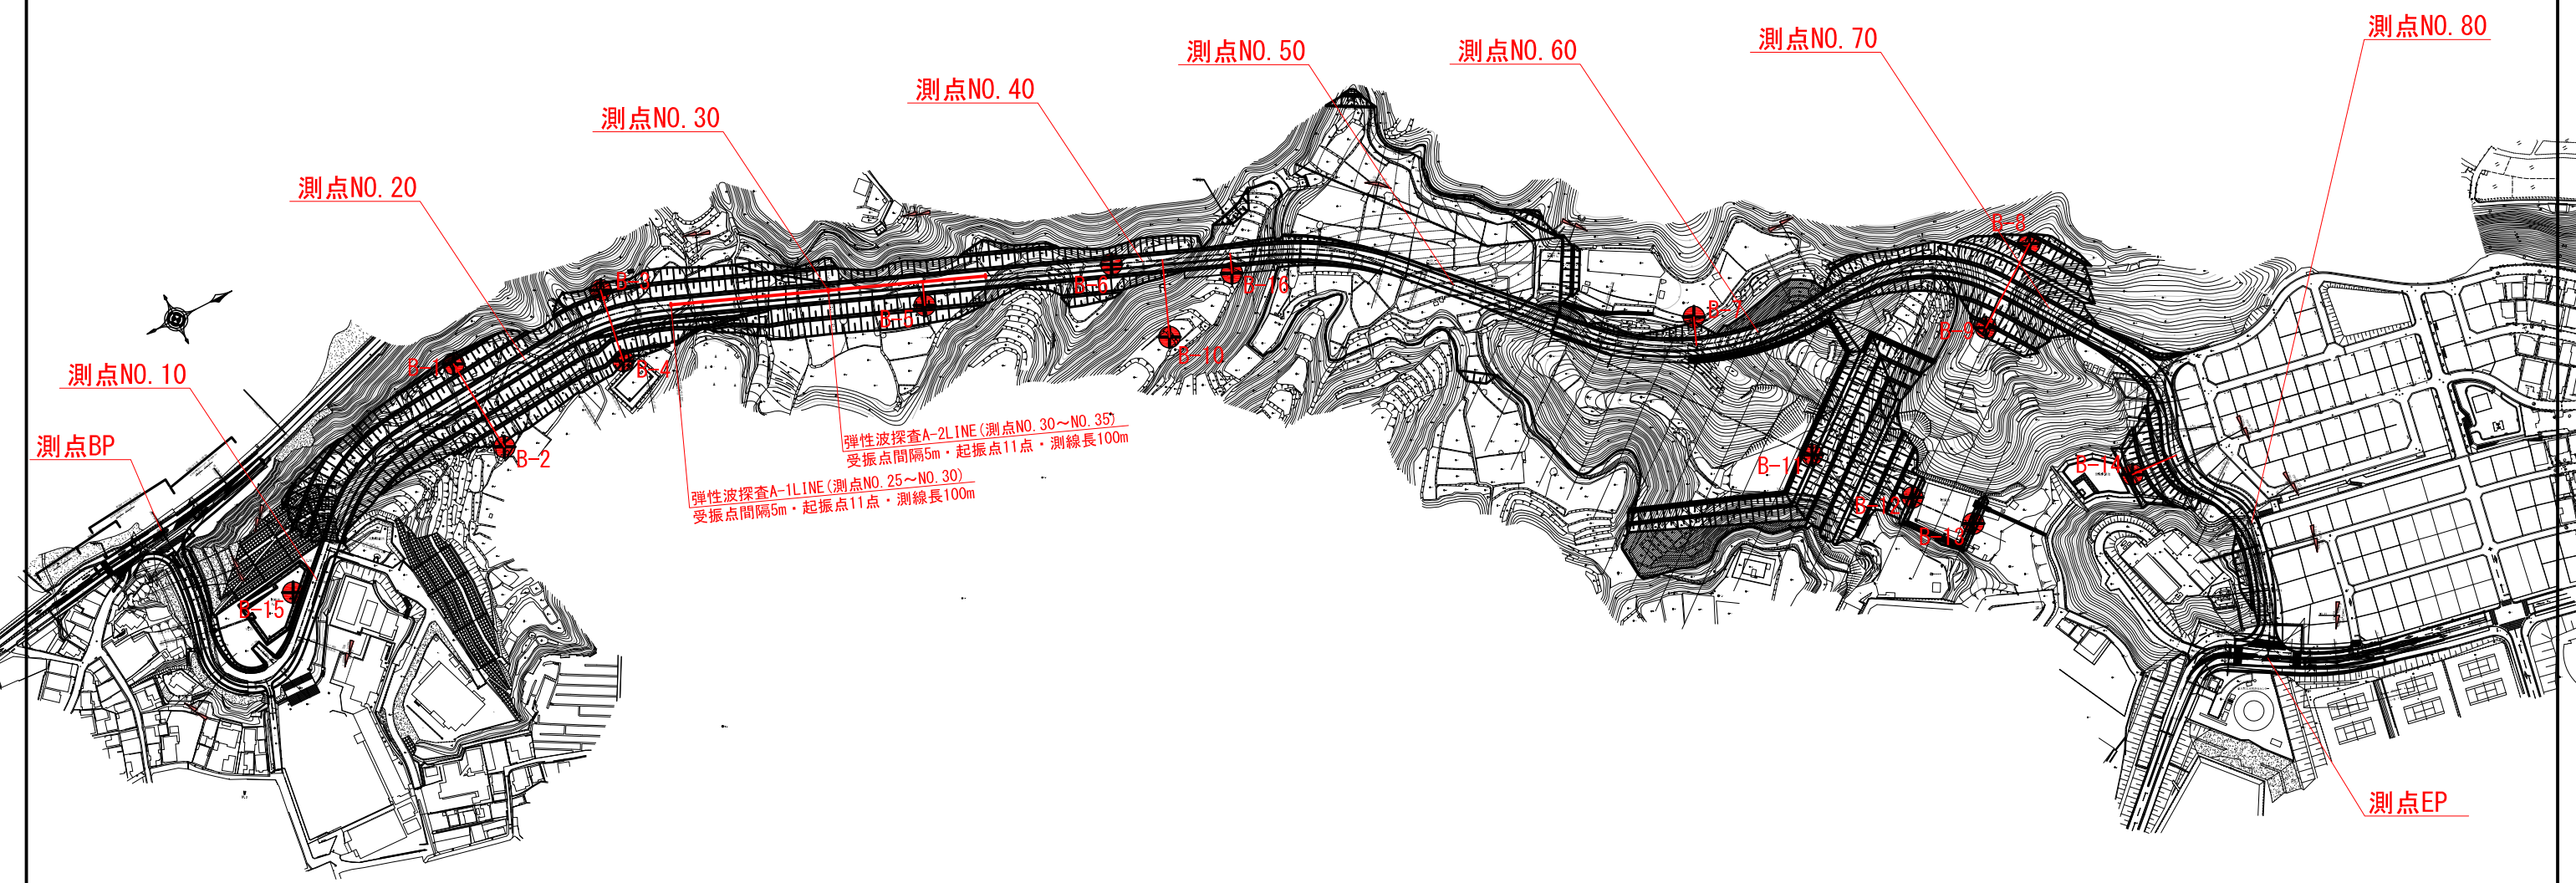 測点NO. 80
測点NO. 70
測点NO. 60
測点NO. 50
測点NO. 40
測点NO. 30
測点NO. 20
測点NO. 10
測点BP
B-8
B-3
B-6
B-16
B-5
B-7
B-9
B-10
B-1
B-4
B-2
弾性波探査A-2LINE(測点NO.30～NO.35)
受振点間隔5m・起振点11点・測線長100m
弾性波探査A-1LINE(測点NO.25～NO.30)
受振点間隔5m・起振点11点・測線長100m
B-11
B-14
B-12
B-13
B-15
測点EP